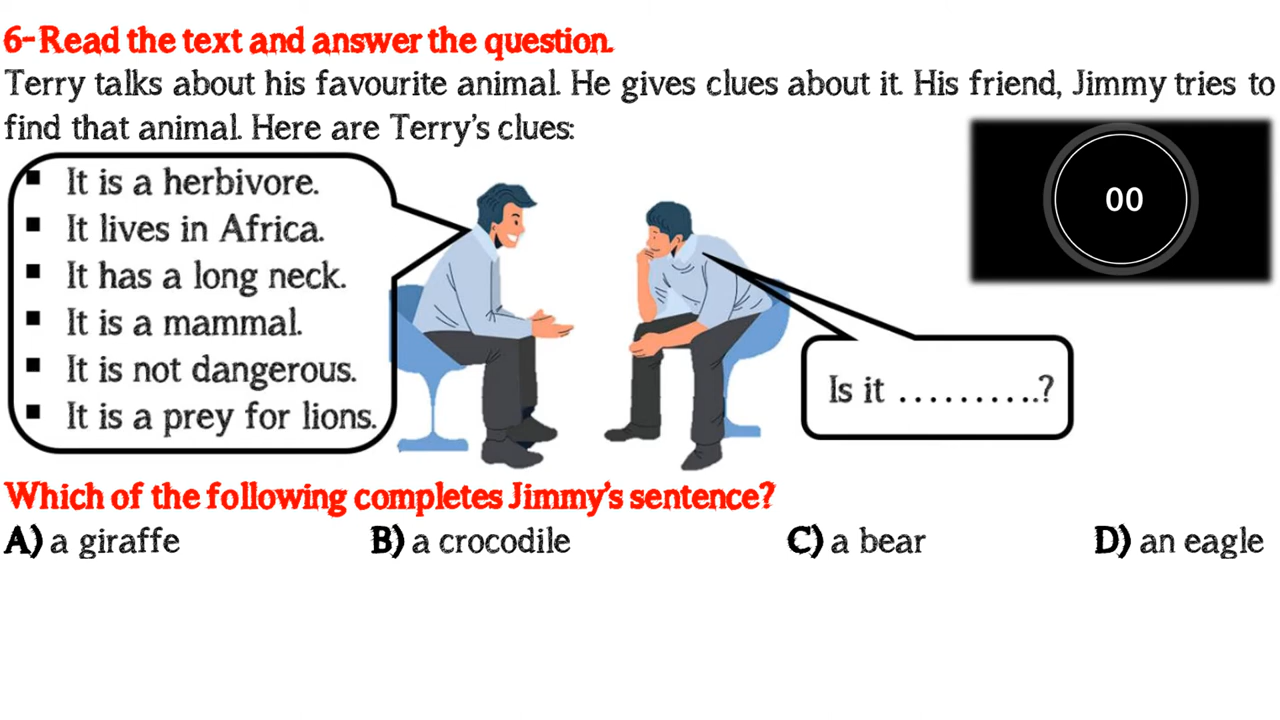 6-Read the text and answer the question.
Terry talks about his favourite animal. He gives clues about it. His friend, Jimmy tries to
find that animal. Here are Terry's clues:
▪ It is a herbivore.
▪ It lives in Africa.
▪ It has a long neck.
▪ It is a mammal.
▪ It is not dangerous.
▪ It is a prey for lions.
00
Is it ...........?
Which of the following completes Jimmy's sentence?
A) a giraffe B) a crocodile C) a bear D) an eagle